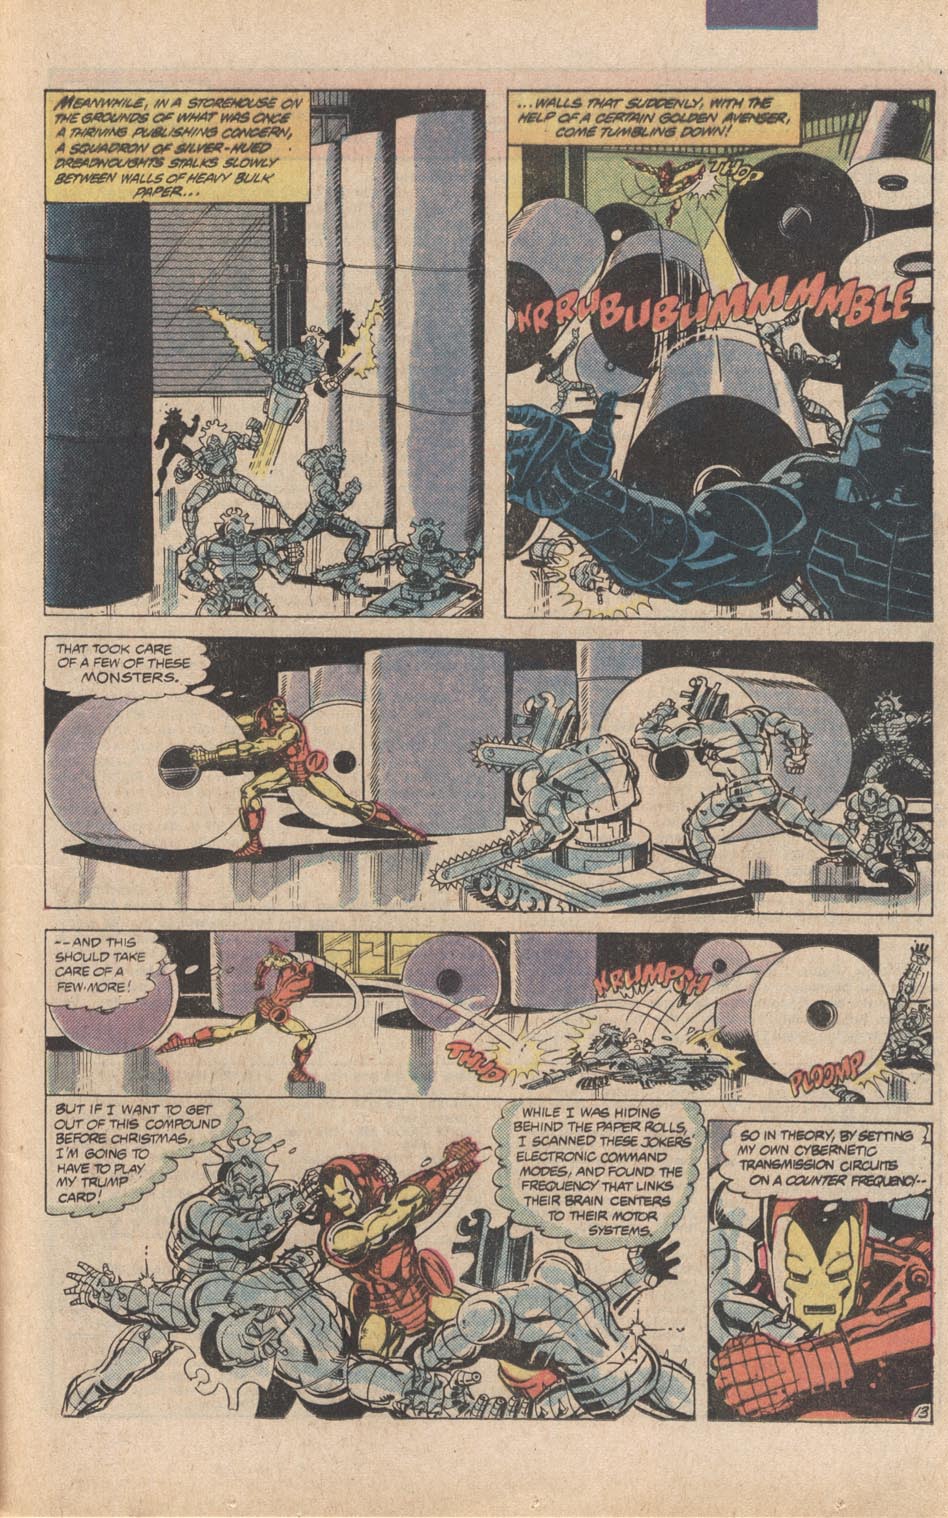 MEANWHILE, IN A STOREHOUSE ON
THE GROUNDS OF WHAT WAS ONCE
A THRIVING PUBLISHING CONCERN,
A SQUADRON OF SILVER-HUED
DREADNOUGHTS STALKS SLOWLY
BETWEEN WALLS OF HEAVY BULK
PAPER...
...WALLS THAT SUDDENLY, WITH THE
HELP OF A CERTAIN GOLDEN AVENGER,
COME TUMBLING DOWN!
KRRUBUBUBUMMMMMBLE
THAT TOOK CARE
OF A FEW OF THESE
MONSTERS.
--AND THIS
SHOULD TAKE
CARE OF A
FEW MORE!
THUD
KRUMPSH
PLOOMP
BUT IF I WANT TO GET
OUT OF THIS COMPOUND
BEFORE CHRISTMAS,
I'M GOING TO
HAVE TO PLAY
MY TRUMP
CARD!
WHILE I WAS HIDING
BEHIND THE PAPER ROLLS,
I SCANNED THESE JOKERS'
ELECTRONIC COMMAND
MODES, AND FOUND THE
FREQUENCY THAT LINKS
THEIR BRAIN CENTERS
TO THEIR MOTOR
SYSTEMS.
SO IN THEORY, BY SETTING
MY OWN CYBERNETIC
TRANSMISSION CIRCUITS
ON A COUNTER FREQUENCY--
13